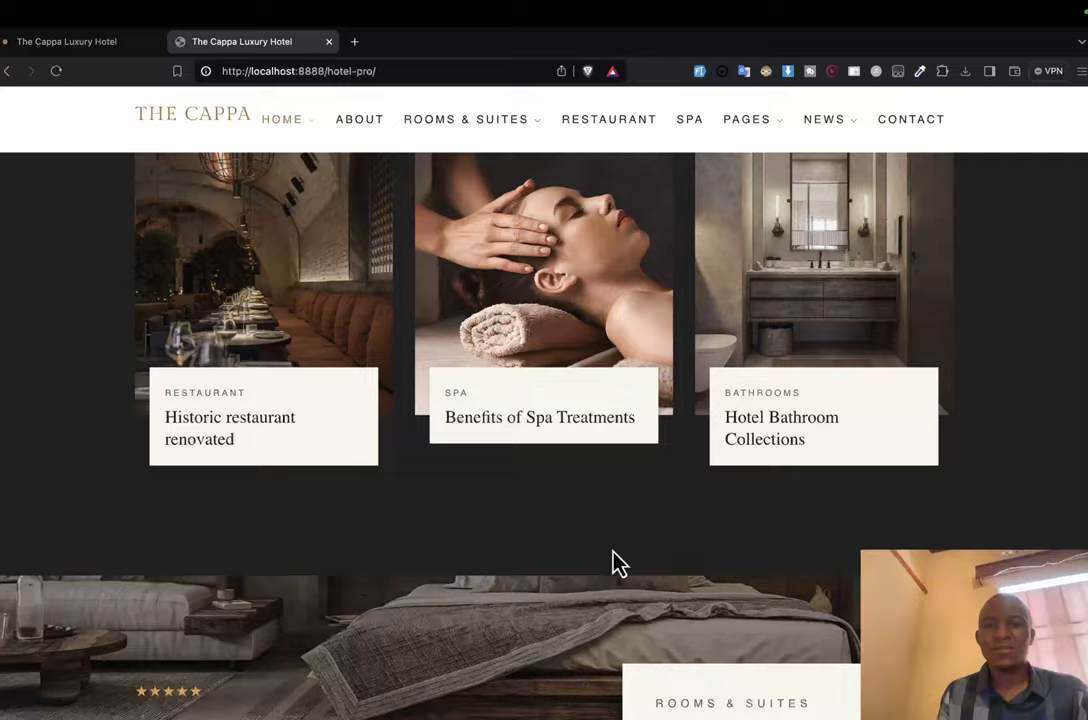 The Cappa Luxury Hotel
The Cappa Luxury Hotel
http://localhost:8888/hotel-pro/
VPN
THE CAPPA
HOME
ABOUT
ROOMS & SUITES
RESTAURANT
SPA
PAGES
NEWS
CONTACT
RESTAURANT
Historic restaurant
renovated
SPA
Benefits of Spa Treatments
BATHROOMS
Hotel Bathroom
Collections
ROOMS & SUITES